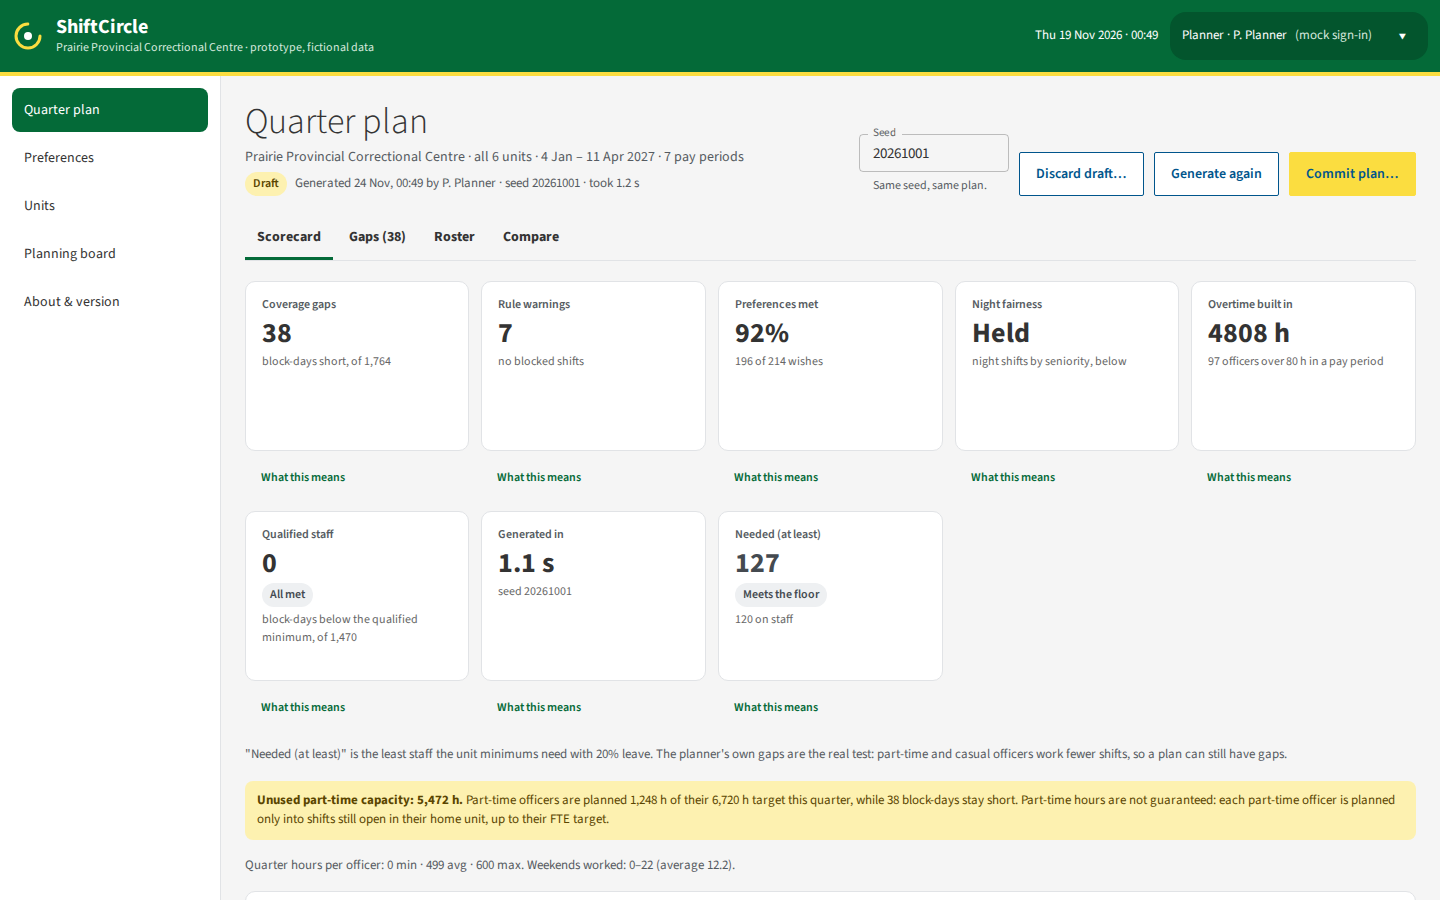 ShiftCircle
Prairie Provincial Correctional Centre · prototype, fictional data
Thu 19 Nov 2026 · 00:49
Planner · P. Planner (mock sign-in)
Quarter plan
Preferences
Units
Planning board
About & version
Quarter plan
Prairie Provincial Correctional Centre · all 6 units · 4 Jan – 11 Apr 2027 · 7 pay periods
Draft Generated 24 Nov, 00:49 by P. Planner · seed 20261001 · took 1.2 s
Seed
20261001
Same seed, same plan.
Discard draft…
Generate again
Commit plan…
Scorecard Gaps (38) Roster Compare
Coverage gaps
38
block-days short, of 1,764
What this means
Rule warnings
7
no blocked shifts
What this means
Preferences met
92%
196 of 214 wishes
What this means
Night fairness
Held
night shifts by seniority, below
What this means
Overtime built in
4808 h
97 officers over 80 h in a pay period
What this means
Qualified staff
0
All met
block-days below the qualified
minimum, of 1,470
What this means
Generated in
1.1 s
seed 20261001
What this means
Needed (at least)
127
Meets the floor
120 on staff
What this means
"Needed (at least)" is the least staff the unit minimums need with 20% leave. The planner's own gaps are the real test: part-time and casual officers work fewer shifts, so a plan can still have gaps.
Unused part-time capacity: 5,472 h. Part-time officers are planned 1,248 h of their 6,720 h target this quarter, while 38 block-days stay short. Part-time hours are not guaranteed: each part-time officer is planned
only into shifts still open in their home unit, up to their FTE target.
Quarter hours per officer: 0 min · 499 avg · 600 max. Weekends worked: 0–22 (average 12.2).